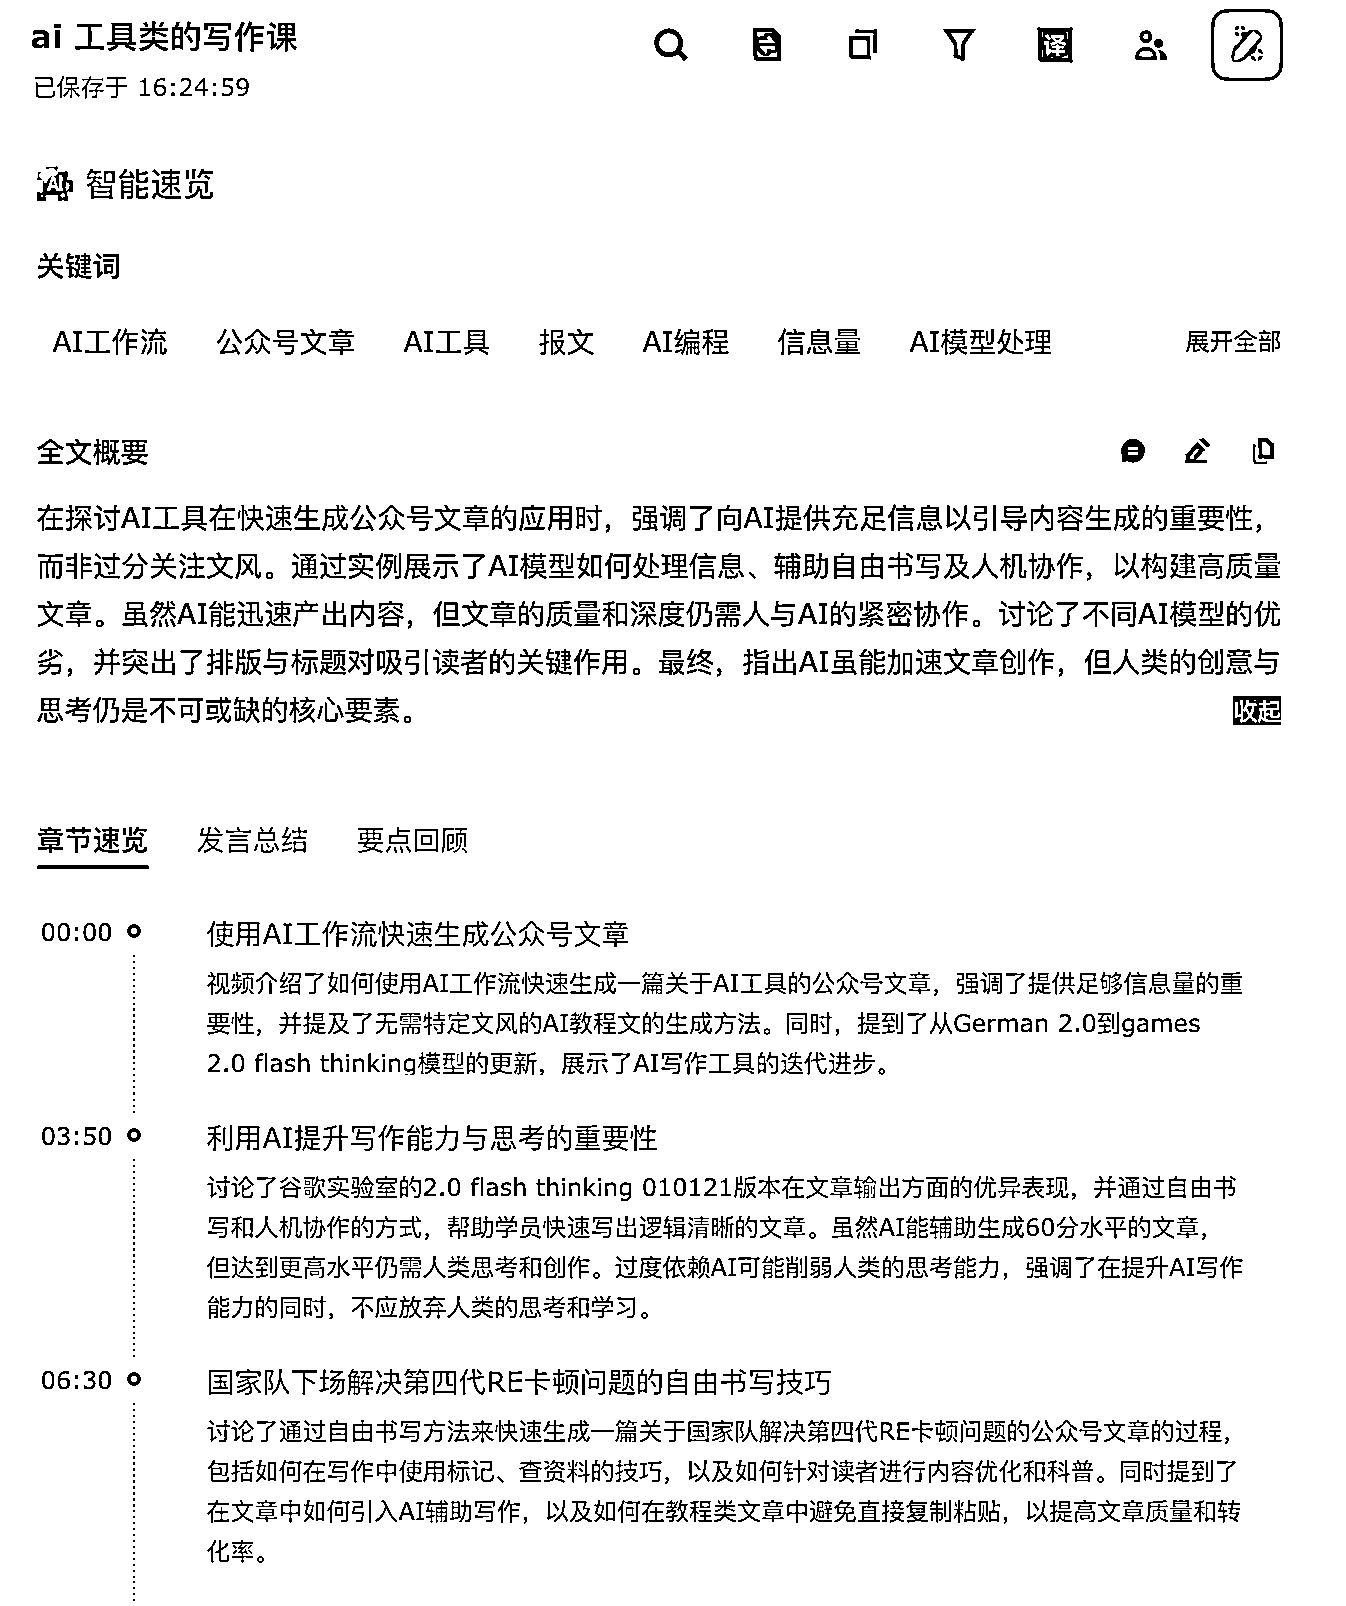 ai 工具类的写作课
已保存于 16:24:59
译
智能速览
关键词
AI工作流 公众号文章 AI工具 报文 AI编程 信息量 AI模型处理 展开全部
全文概要
在探讨AI工具在快速生成公众号文章的应用时，强调了向AI提供充足信息以引导内容生成的重要性，
而非过分关注文风。通过实例展示了AI模型如何处理信息、辅助自由书写及人机协作，以构建高质量
文章。虽然AI能迅速产出内容，但文章的质量和深度仍需人与AI的紧密协作。讨论了不同AI模型的优
劣，并突出了排版与标题对吸引读者的关键作用。最终，指出AI虽能加速文章创作，但人类的创意与
思考仍是不可或缺的核心要素。 收起
章节速览 发言总结 要点回顾
00:00 使用AI工作流快速生成公众号文章
视频介绍了如何使用AI工作流快速生成一篇关于AI工具的公众号文章，强调了提供足够信息量的重
要性，并提及了无需特定文风的AI教程文的生成方法。同时，提到了从German 2.0到games
2.0 flash thinking模型的更新，展示了AI写作工具的迭代进步。
03:50 利用AI提升写作能力与思考的重要性
讨论了谷歌实验室的2.0 flash thinking 010121版本在文章输出方面的优异表现，并通过自由书
写和人机协作的方式，帮助学员快速写出逻辑清晰的文章。虽然AI能辅助生成60分水平的文章，
但达到更高水平仍需人类思考和创作。过度依赖AI可能削弱人类的思考能力，强调了在提升AI写作
能力的同时，不应放弃人类的思考和学习。
06:30 国家队下场解决第四代RE卡顿问题的自由书写技巧
讨论了通过自由书写方法来快速生成一篇关于国家队解决第四代RE卡顿问题的公众号文章的过程，
包括如何在写作中使用标记、查资料的技巧，以及如何针对读者进行内容优化和科普。同时提到了
在文章中如何引入AI辅助写作，以及如何在教程类文章中避免直接复制粘贴，以提高文章质量和转
化率。